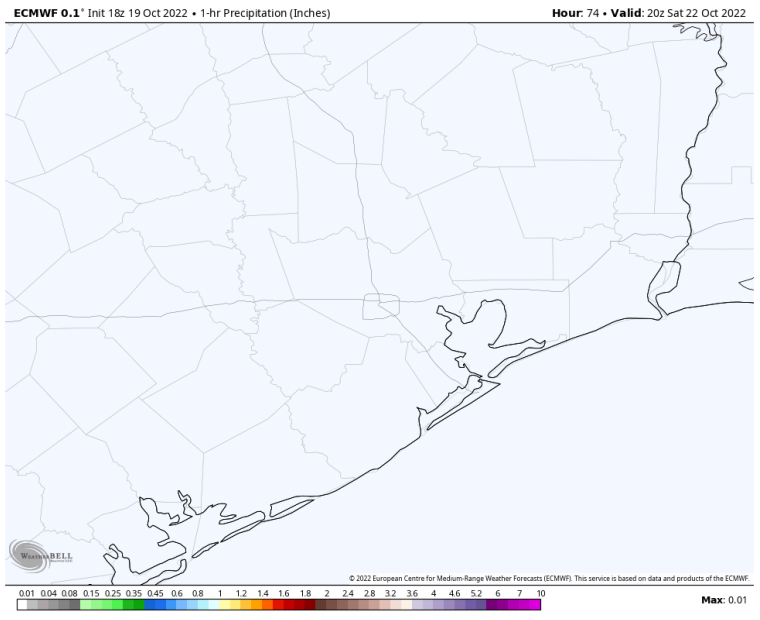 ECMWF 0.1° Init 18z 19 Oct 2022 • 1-hr Precipitation (Inches) Hour: 74 • Valid: 20z Sat 22 Oct 2022
WEATHERBELL
© 2022 European Centre for Medium-Range Weather Forecasts (ECMWF). This service is based on data and products of the ECMWF.
0.01 0.04 0.08 0.15 0.25 0.35 0.45 0.6 0.8 1 1.2 1.4 1.6 1.8 2 2.4 2.8 3.2 3.6 4 4.6 5.2 6 7 10 Max: 0.01